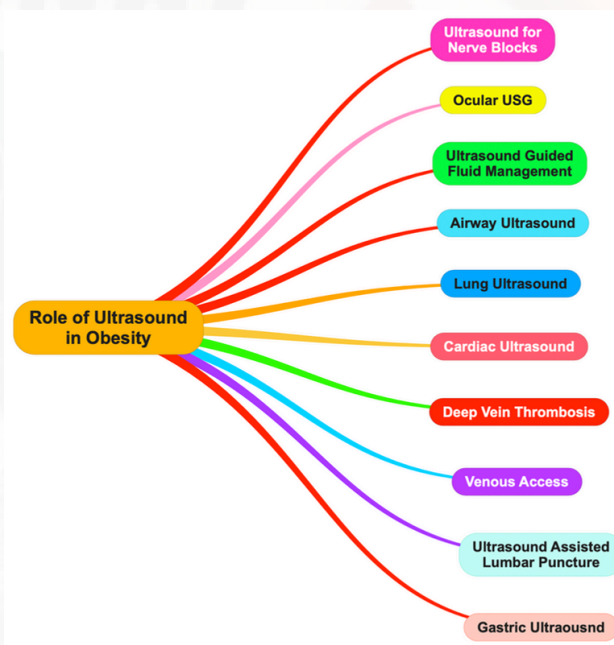 Ultrasound for
Nerve Blocks
Ocular USG
Ultrasound Guided
Fluid Management
Airway Ultrasound
Lung Ultrasound
Role of Ultrasound
in Obesity
Cardiac Ultrasound
Deep Vein Thrombosis
Venous Access
Ultrasound Assisted
Lumbar Puncture
Gastric Ultraousnd